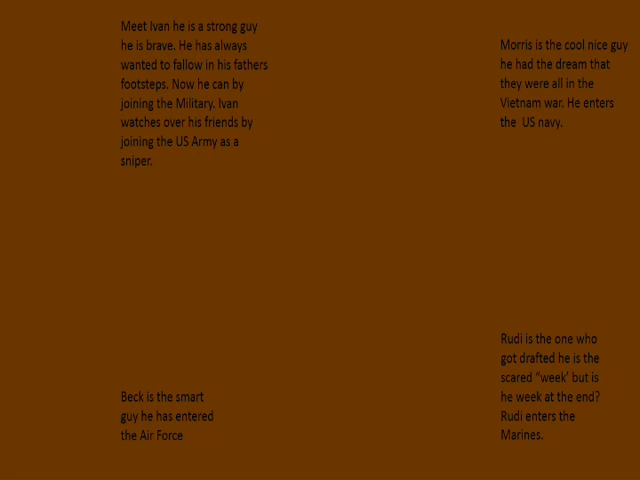 Meet Ivan he is a strong guy
he is brave. He has always
wanted to fallow in his fathers
footsteps. Now he can by
joining the Military. Ivan
watches over his friends by
joining the US Army as a
sniper.
Morris is the cool nice guy
he had the dream that
they were all in the
Vietnam war. He enters
the  US navy.
Beck is the smart
guy he has entered
the Air Force
Rudi is the one who
got drafted he is the
scared “week’ but is
he week at the end?
Rudi enters the
Marines.